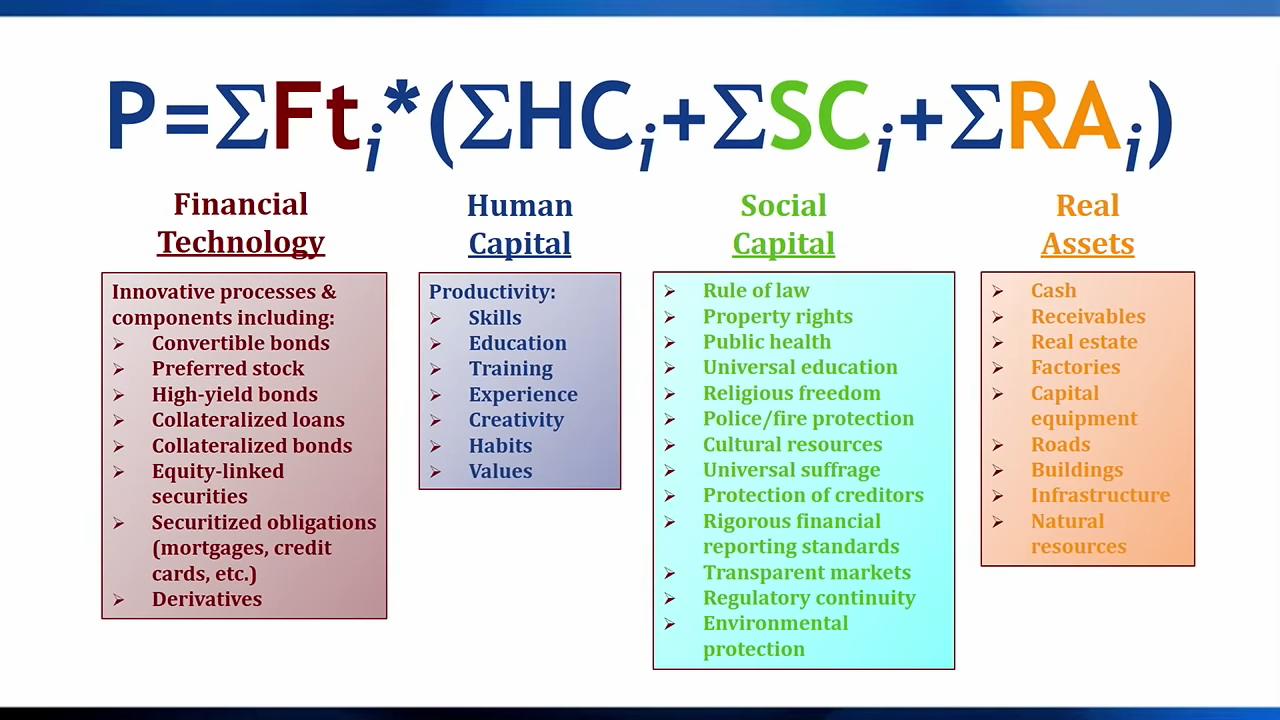 P=ΣFti*(ΣHCi+ΣSCi+ΣRAi)
Financial
Technology
Innovative processes &
components including:
➢ Convertible bonds
➢ Preferred stock
➢ High-yield bonds
➢ Collateralized loans
➢ Collateralized bonds
➢ Equity-linked
securities
➢ Securitized obligations
(mortgages, credit
cards, etc.)
➢ Derivatives
Human
Capital
Productivity:
➢ Skills
➢ Education
➢ Training
➢ Experience
➢ Creativity
➢ Habits
➢ Values
Social
Capital
➢ Rule of law
➢ Property rights
➢ Public health
➢ Universal education
➢ Religious freedom
➢ Police/fire protection
➢ Cultural resources
➢ Universal suffrage
➢ Protection of creditors
➢ Rigorous financial
reporting standards
➢ Transparent markets
➢ Regulatory continuity
➢ Environmental
protection
Real
Assets
➢ Cash
➢ Receivables
➢ Real estate
➢ Factories
➢ Capital
equipment
➢ Roads
➢ Buildings
➢ Infrastructure
➢ Natural
resources